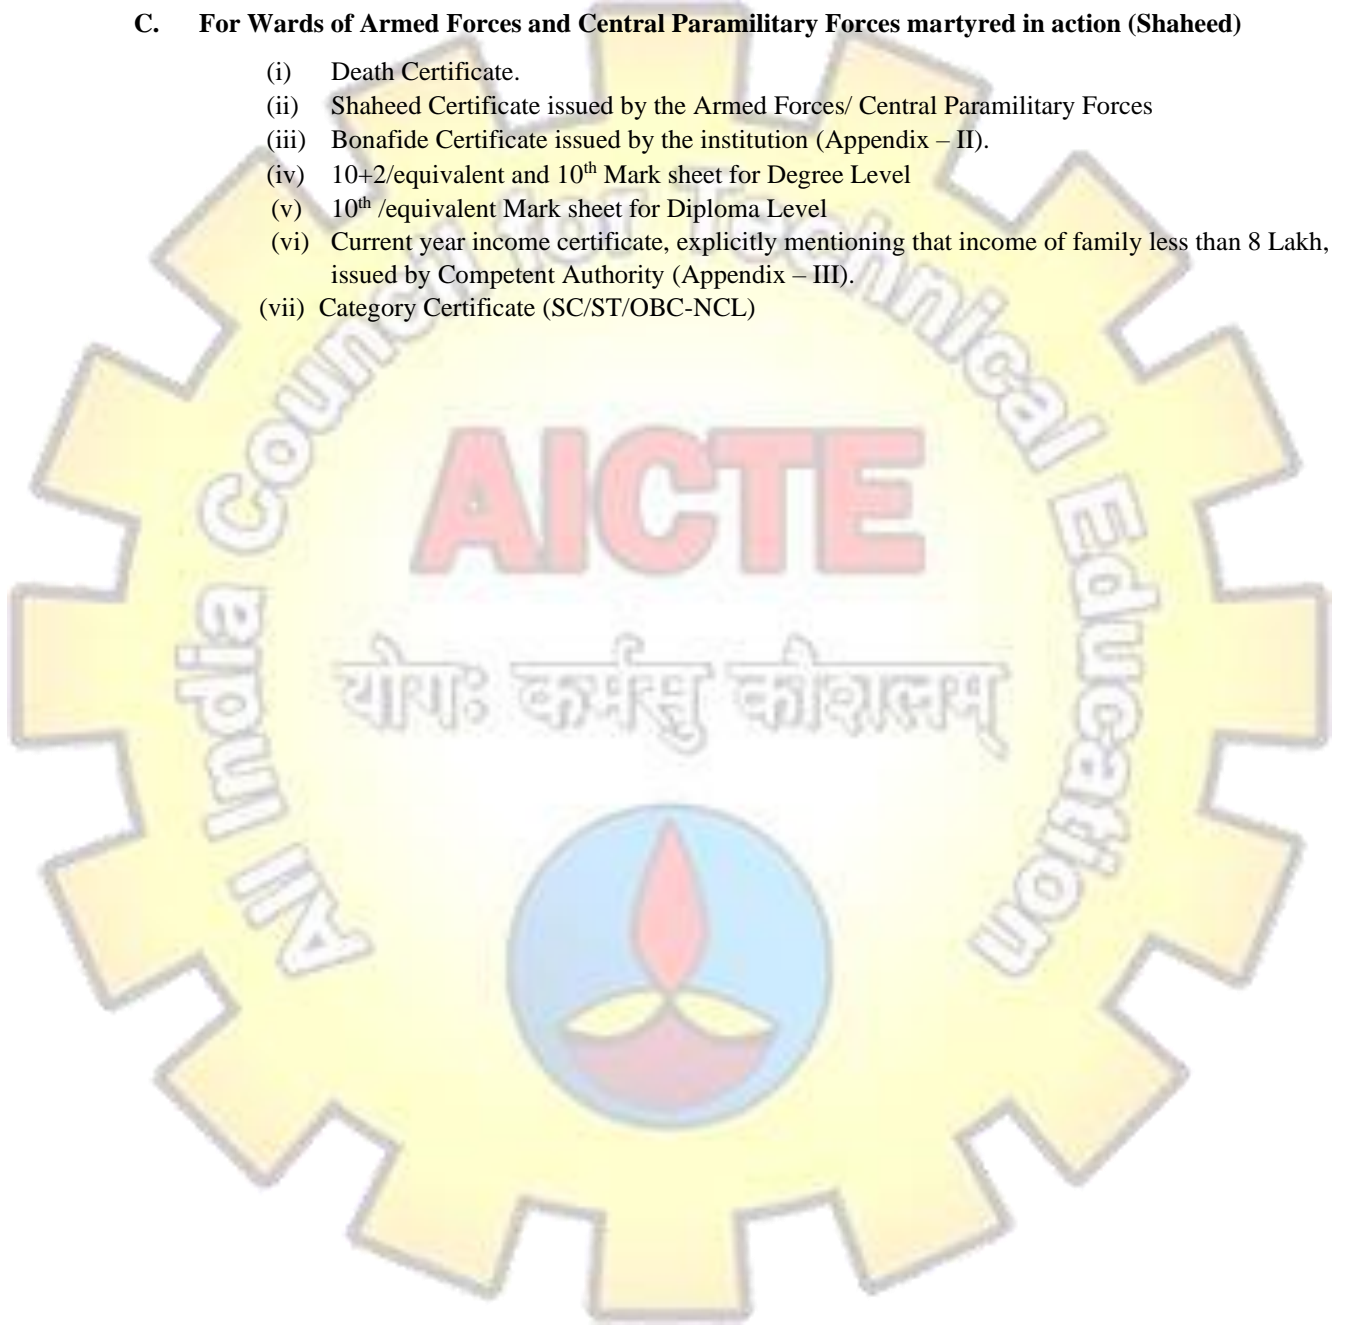 C. For Wards of Armed Forces and Central Paramilitary Forces martyred in action (Shaheed)
(i) Death Certificate.
(ii) Shaheed Certificate issued by the Armed Forces/ Central Paramilitary Forces
(iii) Bonafide Certificate issued by the institution (Appendix – II).
(iv) 10+2/equivalent and 10th Mark sheet for Degree Level
(v) 10th /equivalent Mark sheet for Diploma Level
(vi) Current year income certificate, explicitly mentioning that income of family less than 8 Lakh,
issued by Competent Authority (Appendix – III).
(vii) Category Certificate (SC/ST/OBC-NCL)
All India Council for Technical Education
AICTE
योगः कर्मसु कौशलम्